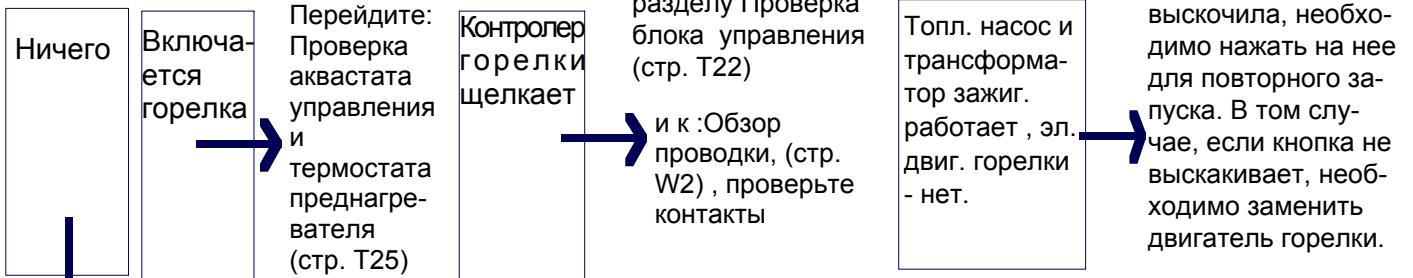 Ничего
Включа-
ется
горелка
Перейдите:
Проверка
аквастата
управления
и
термостата
преднагре-
вателя
(стр. T25)
Контролер
горелки
щелкает
разделу Проверка
блока управления
(стр. T22)
и к :Обзор
проводки, (стр.
W2) , проверьте
контакты
Топл. насос и
трансформа-
тор зажиг.
работает , эл.
двиг. горелки
- нет.
выскочила, необхо-
димо нажать на нее
для повторного за-
пуска. В том слу-
чае, если кнопка не
выскакивает, необ-
ходимо заменить
двигатель горелки.